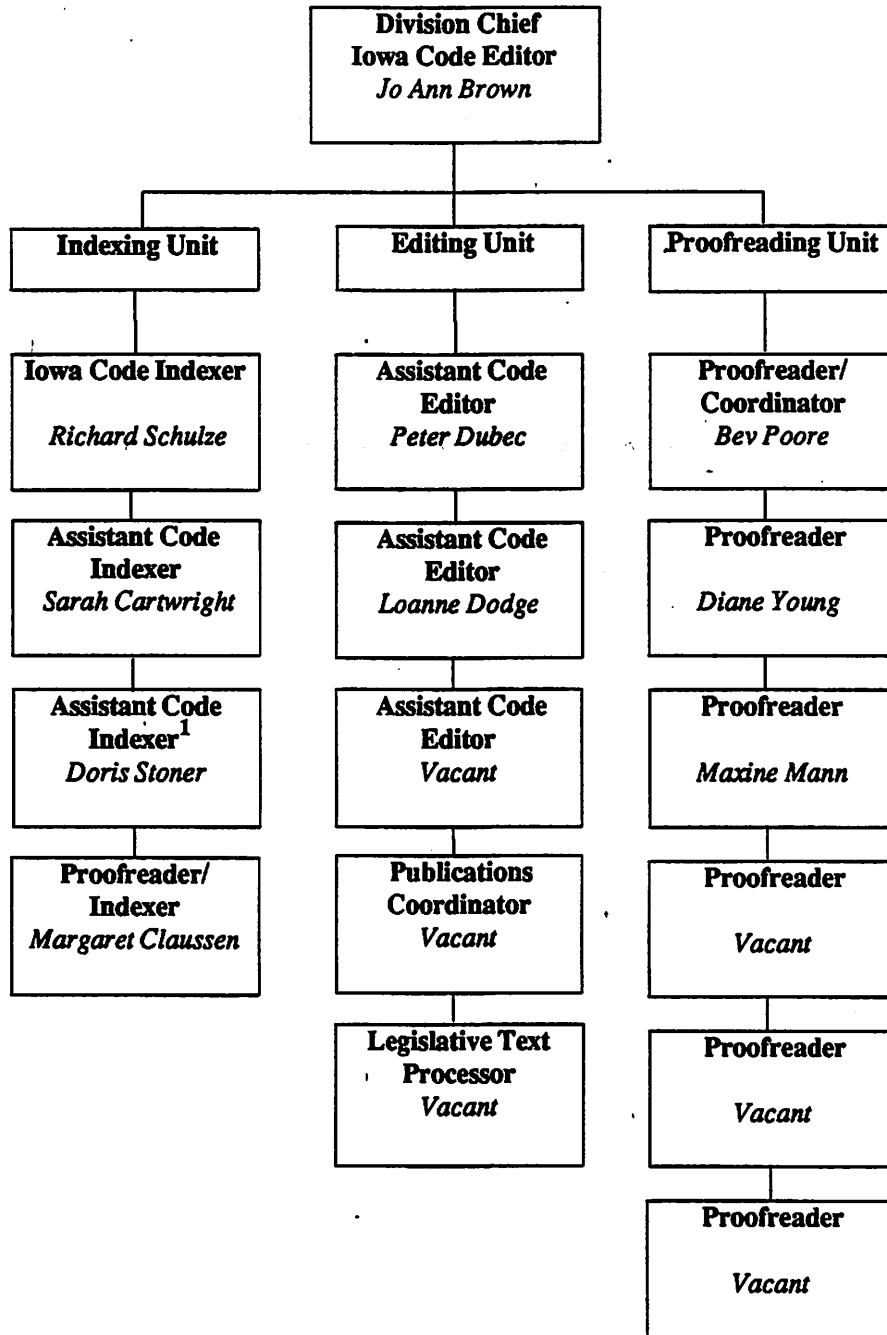 Division Chief
Iowa Code Editor
Jo Ann Brown
Indexing Unit
Iowa Code Indexer
Richard Schulze
Assistant Code
Indexer
Sarah Cartwright
Assistant Code
Indexer1
Doris Stoner
Proofreader/
Indexer
Margaret Claussen
Editing Unit
Assistant Code
Editor
Peter Dubec
Assistant Code
Editor
Loanne Dodge
Assistant Code
Editor
Vacant
Publications
Coordinator
Vacant
Legislative Text
Processor
Vacant
Proofreading Unit
Proofreader/
Coordinator
Bev Poore
Proofreader
Diane Young
Proofreader
Maxine Mann
Proofreader
Vacant
Proofreader
Vacant
Proofreader
Vacant